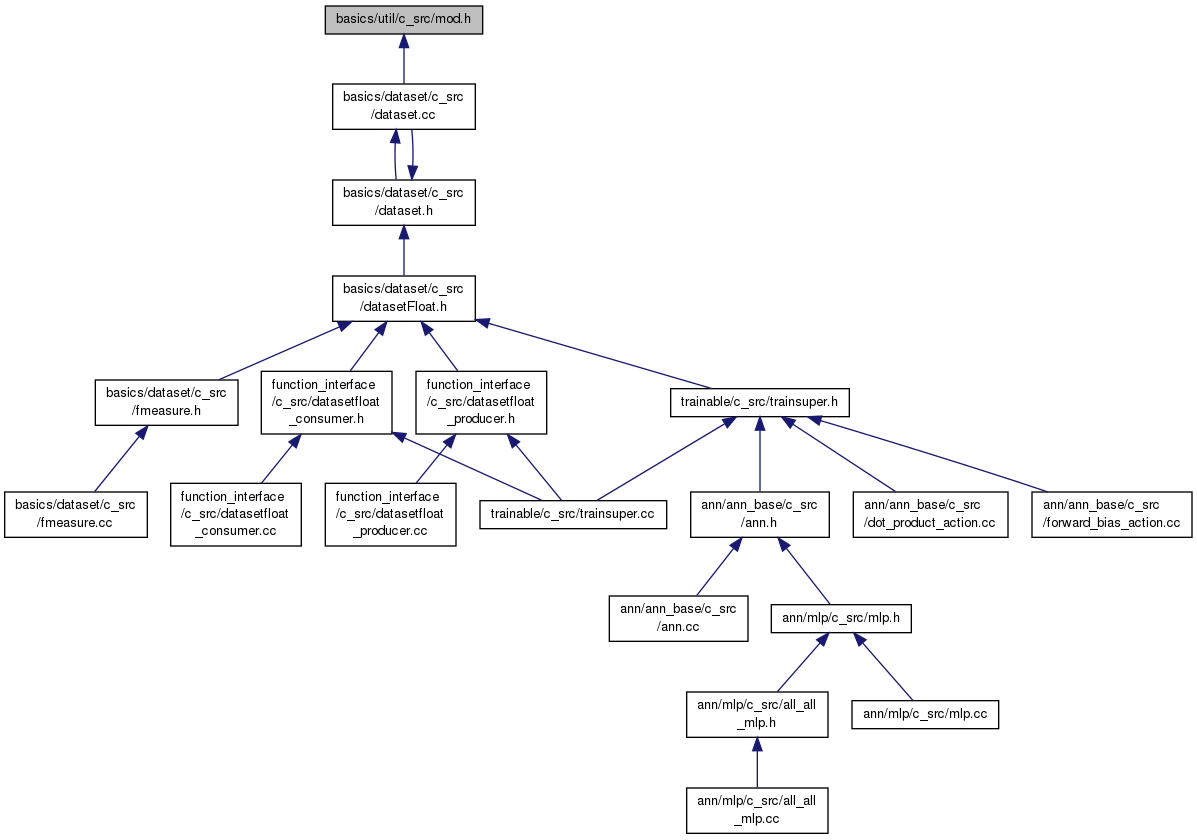 basics/util/c_src/mod.h
basics/dataset/c_src
/dataset.cc
basics/dataset/c_src
/dataset.h
basics/dataset/c_src
/datasetFloat.h
basics/dataset/c_src
/fmeasure.h
function_interface
/c_src/datasetfloat
_consumer.h
function_interface
/c_src/datasetfloat
_producer.h
trainable/c_src/trainsuper.h
basics/dataset/c_src
/fmeasure.cc
function_interface
/c_src/datasetfloat
_consumer.cc
function_interface
/c_src/datasetfloat
_producer.cc
trainable/c_src/trainsuper.cc
ann/ann_base/c_src
/ann.h
ann/ann_base/c_src
/dot_product_action.cc
ann/ann_base/c_src
/forward_bias_action.cc
ann/ann_base/c_src
/ann.cc
ann/mlp/c_src/mlp.h
ann/mlp/c_src/all_all
_mlp.h
ann/mlp/c_src/mlp.cc
ann/mlp/c_src/all_all
_mlp.cc